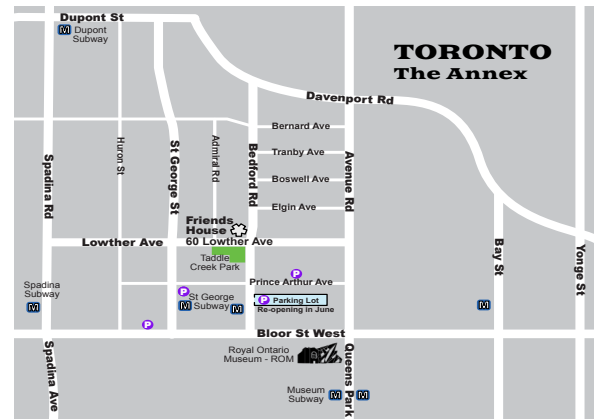 Dupont St
M Dupont
Subway
TORONTO
The Annex
Davenport Rd
Bernard Ave
Tranby Ave
Boswell Ave
Elgin Ave
Spadina Rd
Huron St
St George St
Admiral Rd
Bedford Rd
Avenue Rd
Friends
House
Lowther Ave
60 Lowther Ave
Taddle
Creek Park
Bay St
Yonge St
Prince Arthur Ave
P
Spadina
Subway
M
P
St George
Subway
M
M
P Parking Lot
Re-opening in June
M
P
Bloor St West
Royal Ontario
Museum - ROM
Spadina Ave
Queens Park
Museum
Subway
M
M